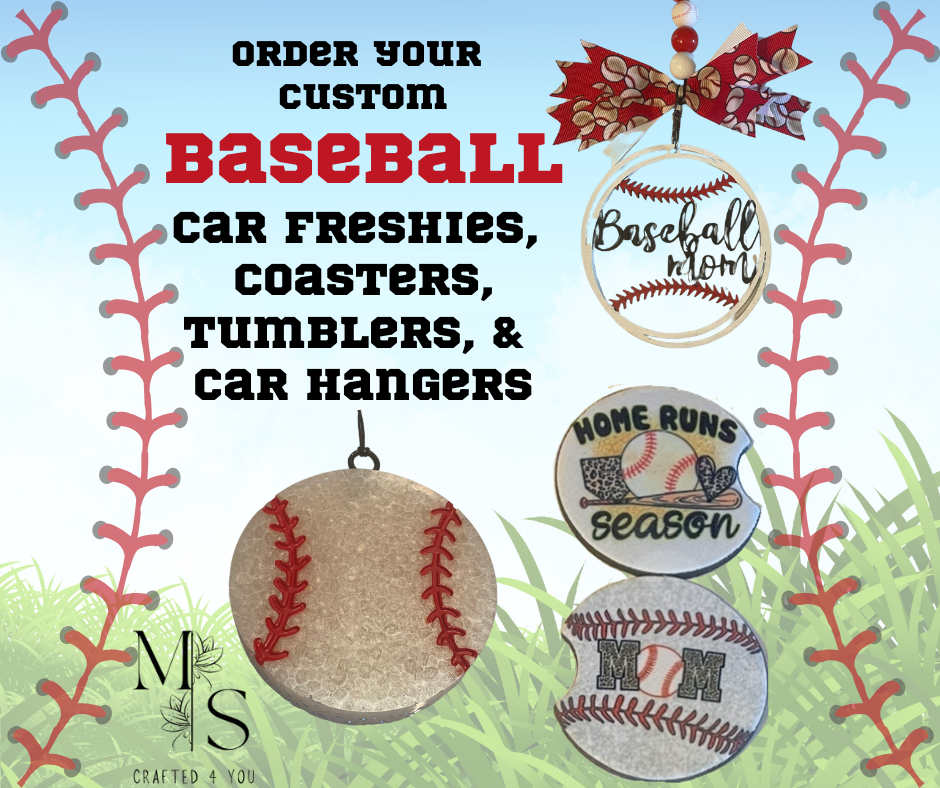 ORDER YOUR
CUSTOM
BASEBALL
CAR FRESHIES,
COASTERS,
TUMBLERS, &
CAR HANGERS
Baseball
mom
HOME RUNS
season
MOM
M
S
CRAFTED 4 YOU